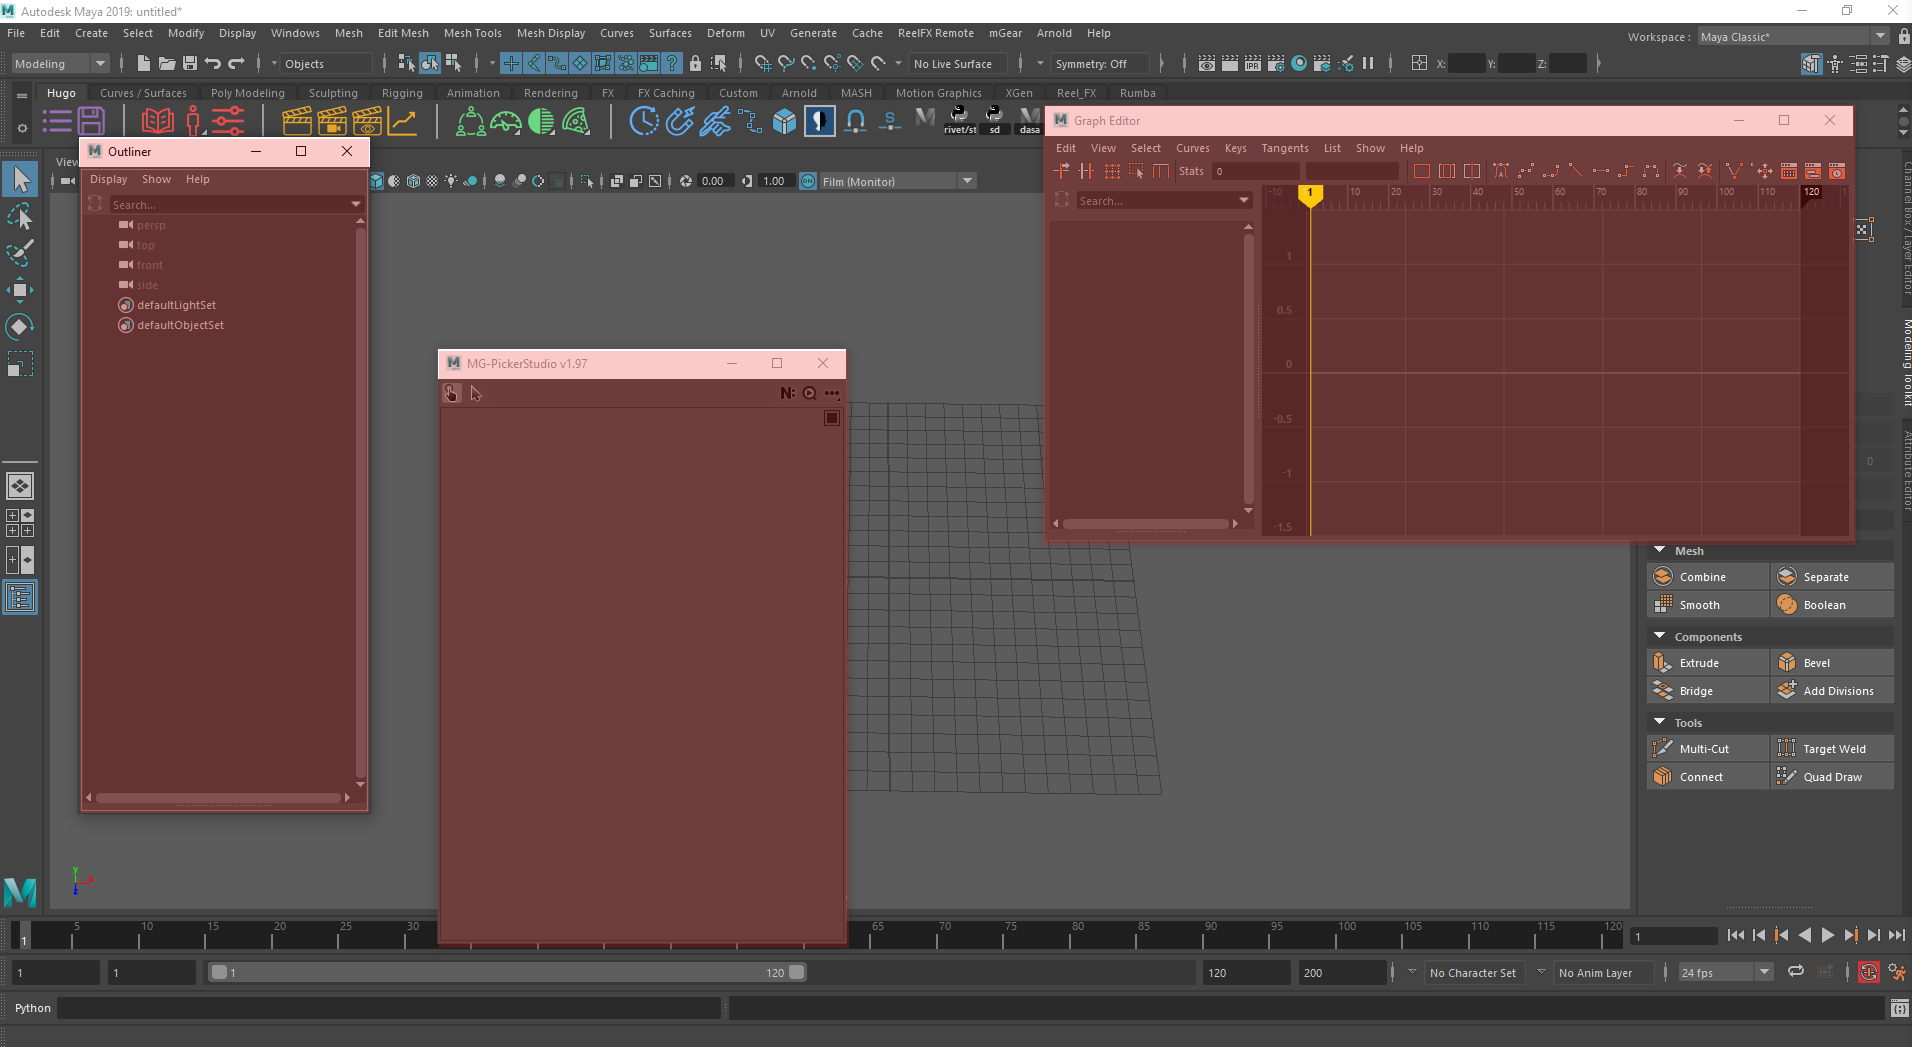 Autodesk Maya 2019: untitled*
File Edit Create Select Modify Display Windows Mesh Edit Mesh Mesh Tools Mesh Display Curves Surfaces Deform UV Generate Cache ReelFX Remote mGear Arnold Help
Workspace : Maya Classic*
Modeling Objects No Live Surface Symmetry: Off X: Y: Z:
Hugo Curves / Surfaces Poly Modeling Sculpting Rigging Animation Rendering FX FX Caching Custom Arnold MASH Motion Graphics XGen Reel_FX Rumba
rivet/st sd dasa
View 0.00 1.00 ON Film (Monitor)
Outliner
Display Show Help
Search...
persp
top
front
side
defaultLightSet
defaultObjectSet
MG-PickerStudio v1.97
N:
Graph Editor
Edit View Select Curves Keys Tangents List Show Help
Stats 0
Search...
-10 1 10 20 30 40 50 60 70 80 90 100 110 120
1
0.5
0
-0.5
-1
-1.5
Channel Box / Layer Editor
Modeling Toolkit
Attribute Editor
0
Mesh
Combine Separate
Smooth Boolean
Components
Extrude Bevel
Bridge Add Divisions
Tools
Multi-Cut Target Weld
Connect Quad Draw
y x z
1 5 10 15 20 25 30 65 70 75 80 85 90 95 100 105 110 115 120 1
1 1 1 120 120 200 No Character Set No Anim Layer 24 fps
Python